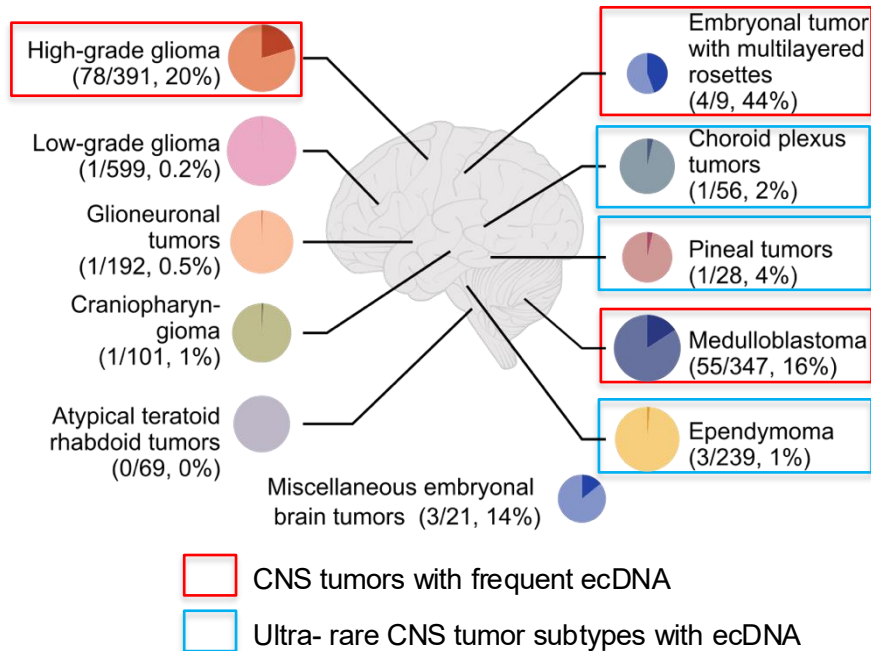 High-grade glioma
(78/391, 20%)
Low-grade glioma
(1/599, 0.2%)
Glioneuronal
tumors
(1/192, 0.5%)
Craniopharyn-
gioma
(1/101, 1%)
Atypical teratoid
rhabdoid tumors
(0/69, 0%)
Embryonal tumor
with multilayered
rosettes
(4/9, 44%)
Choroid plexus
tumors
(1/56, 2%)
Pineal tumors
(1/28, 4%)
Medulloblastoma
(55/347, 16%)
Ependymoma
(3/239, 1%)
Miscellaneous embryonal
brain tumors (3/21, 14%)
CNS tumors with frequent ecDNA
Ultra- rare CNS tumor subtypes with ecDNA